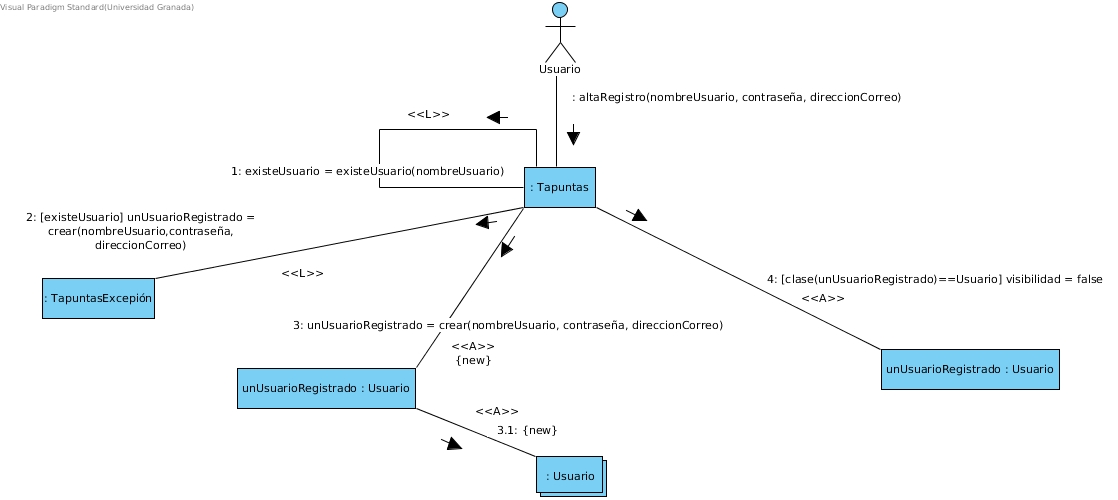 Visual Paradigm Standard(Universidad Granada)
Usuario
: altaRegistro(nombreUsuario, contraseña, direccionCorreo)
<<L>>
1: existeUsuario = existeUsuario(nombreUsuario)
: Tapuntas
2: [existeUsuario] unUsuarioRegistrado =
crear(nombreUsuario,contraseña,
direccionCorreo)
<<L>>
: TapuntasExcepión
4: [clase(unUsuarioRegistrado)==Usuario] visibilidad = false
<<A>>
3: unUsuarioRegistrado = crear(nombreUsuario, contraseña, direccionCorreo)
<<A>>
{new}
unUsuarioRegistrado : Usuario
unUsuarioRegistrado : Usuario
<<A>>
3.1: {new}
: Usuario